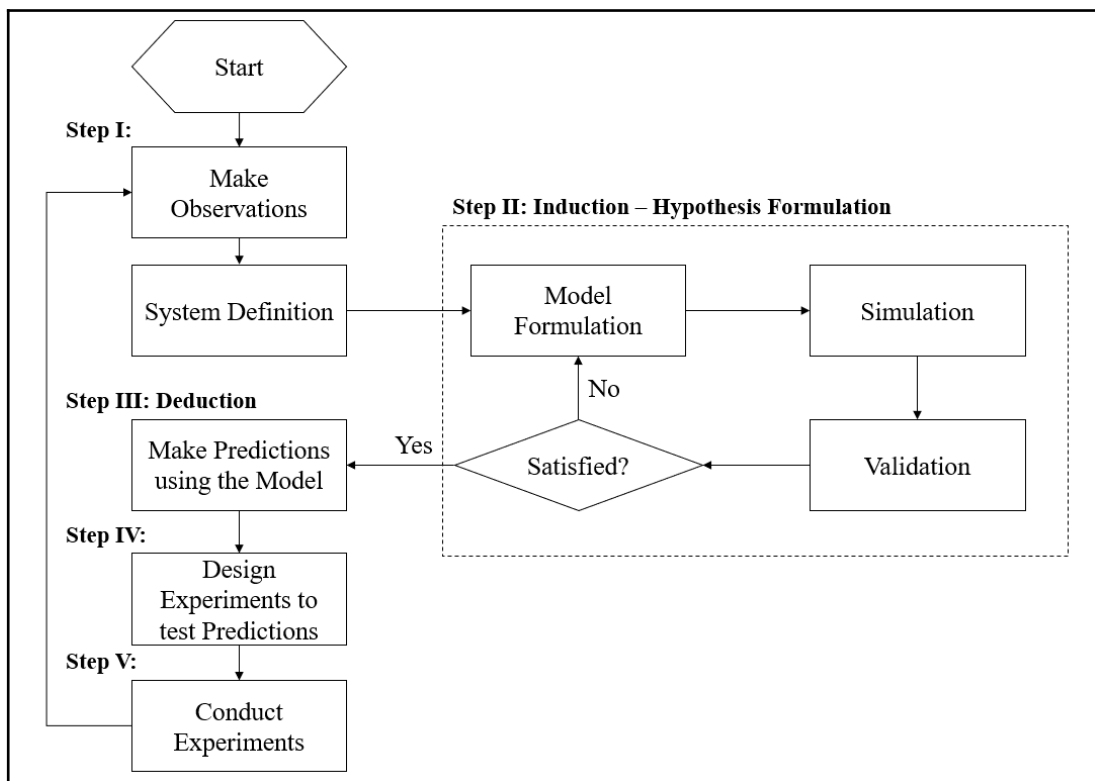 Start
Step I:
Make
Observations
System Definition
Step II: Induction – Hypothesis Formulation
Model
Formulation
Simulation
Validation
Satisfied?
No
Yes
Step III: Deduction
Make Predictions
using the Model
Step IV:
Design
Experiments to
test Predictions
Step V:
Conduct
Experiments